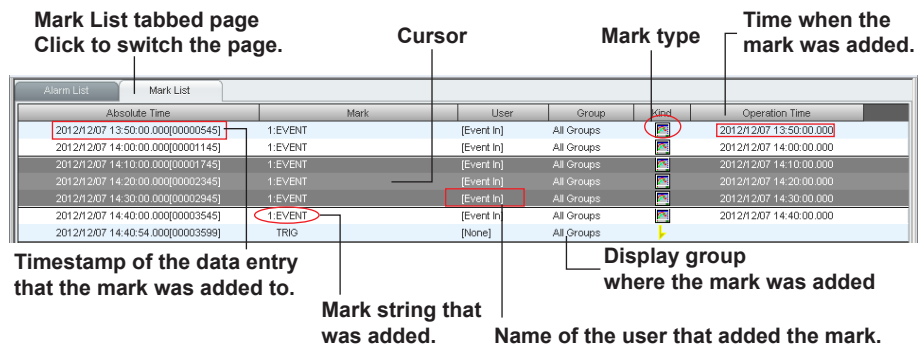 Mark List tabbed page
Click to switch the page.
Cursor
Mark type
Time when the
mark was added.
Alarm List Mark List
Absolute Time Mark User Group Kind Operation Time
2012/12/07 13:50:00.000[00000545] 1:EVENT [Event In] All Groups 2012/12/07 13:50:00.000
2012/12/07 14:00:00.000[00001145] 1:EVENT [Event In] All Groups 2012/12/07 14:00:00.000
2012/12/07 14:10:00.000[00001745] 1:EVENT [Event In] All Groups 2012/12/07 14:10:00.000
2012/12/07 14:20:00.000[00002345] 1:EVENT [Event In] All Groups 2012/12/07 14:20:00.000
2012/12/07 14:30:00.000[00002945] 1:EVENT [Event In] All Groups 2012/12/07 14:30:00.000
2012/12/07 14:40:00.000[00003545] 1:EVENT [Event In] All Groups 2012/12/07 14:40:00.000
2012/12/07 14:40:54.000[00003599] TRIG [None] All Groups
Timestamp of the data entry
that the mark was added to.
Display group
where the mark was added
Mark string that
was added.
Name of the user that added the mark.